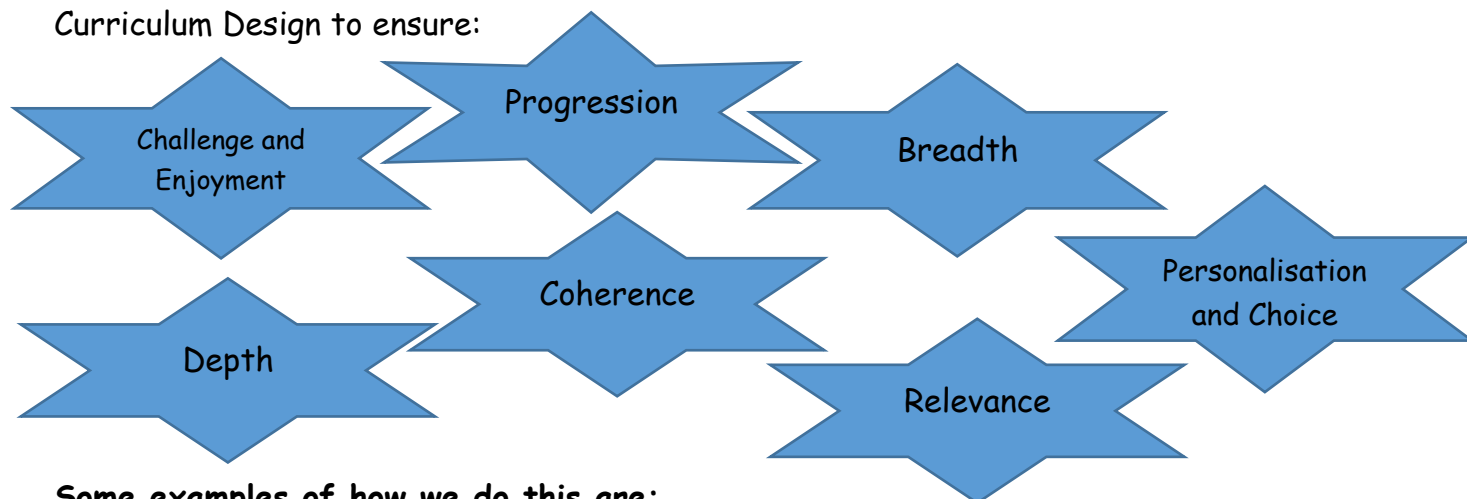 Curriculum Design to ensure:
Challenge and
Enjoyment
Progression
Breadth
Personalisation
and Choice
Depth
Coherence
Relevance
Some examples of how we do this are: